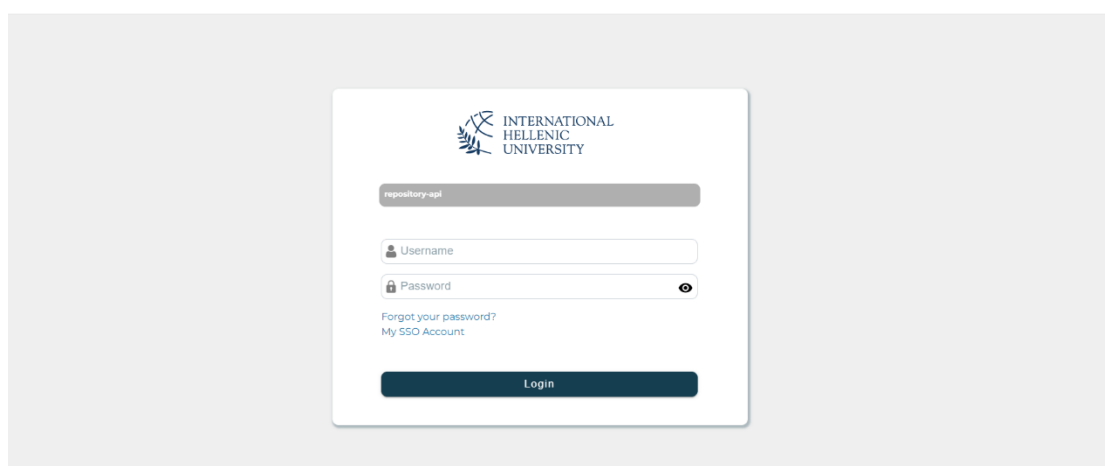 INTERNATIONAL
HELLENIC
UNIVERSITY
repository-api
Username
Password
Forgot your password?
My SSO Account
Login